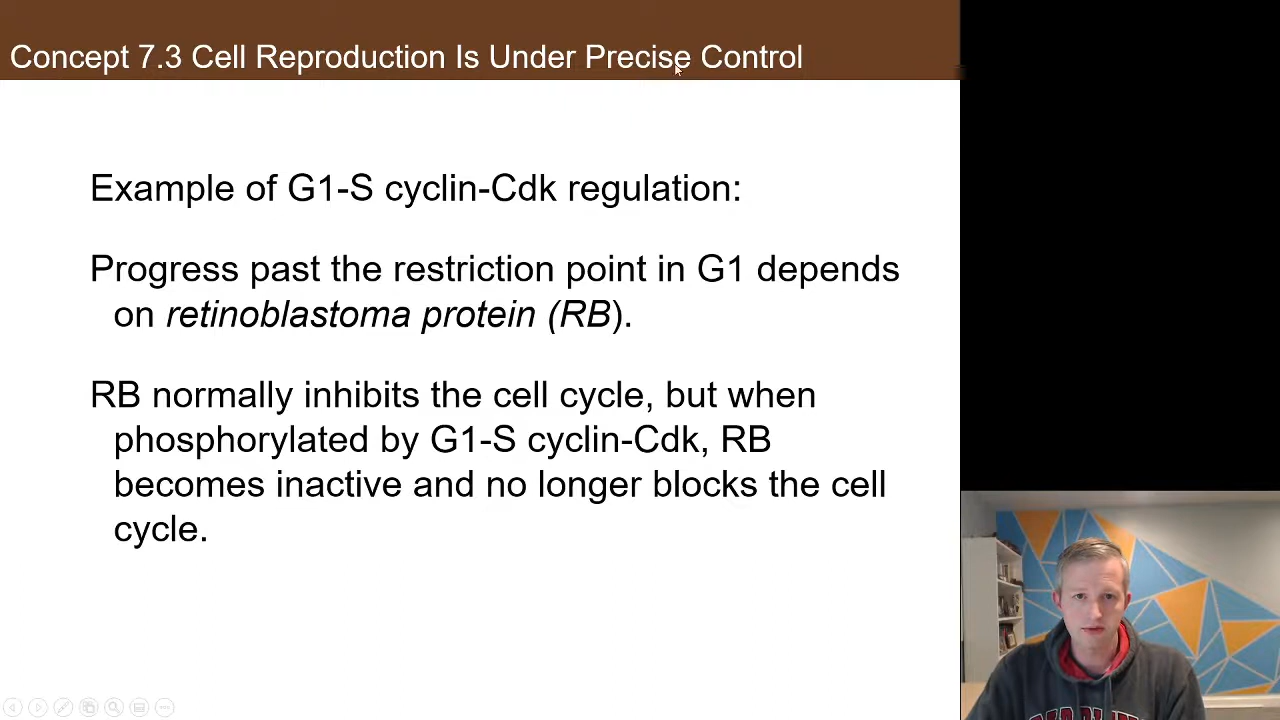 Concept 7.3 Cell Reproduction Is Under Precise Control
Example of G1-S cyclin-Cdk regulation:
Progress past the restriction point in G1 depends
on retinoblastoma protein (RB).
RB normally inhibits the cell cycle, but when
phosphorylated by G1-S cyclin-Cdk, RB
becomes inactive and no longer blocks the cell
cycle.